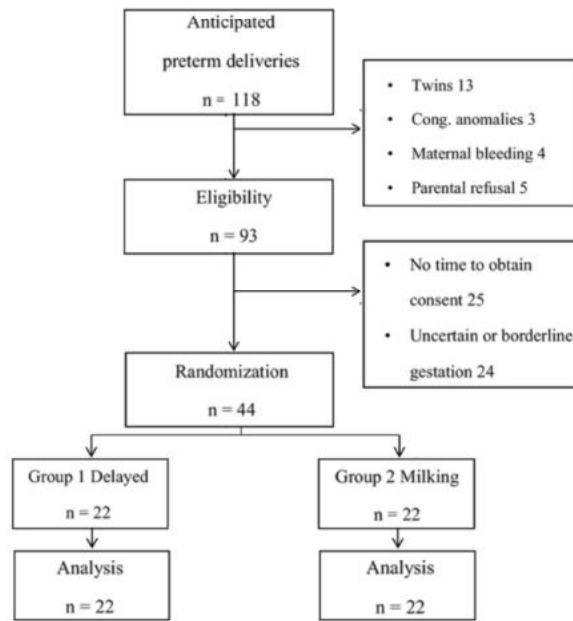 Anticipated
preterm deliveries
n = 118
• Twins 13
• Cong. anomalies 3
• Maternal bleeding 4
• Parental refusal 5
Eligibility
n = 93
• No time to obtain
consent 25
• Uncertain or borderline
gestation 24
Randomization
n = 44
Group 1 Delayed
n = 22
Group 2 Milking
n = 22
Analysis
n = 22
Analysis
n = 22